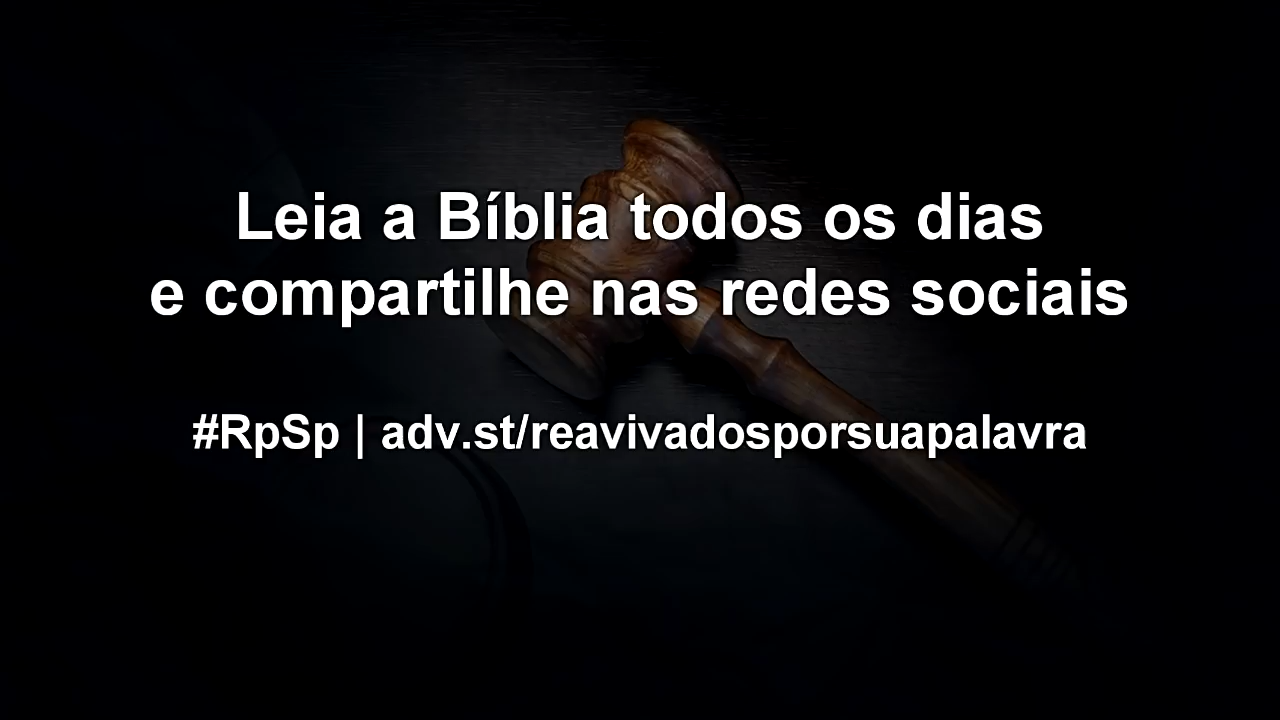 Leia a Bíblia todos os dias
e compartilhe nas redes sociais
#RpSp | adv.st/reavivadosporsuapalavra